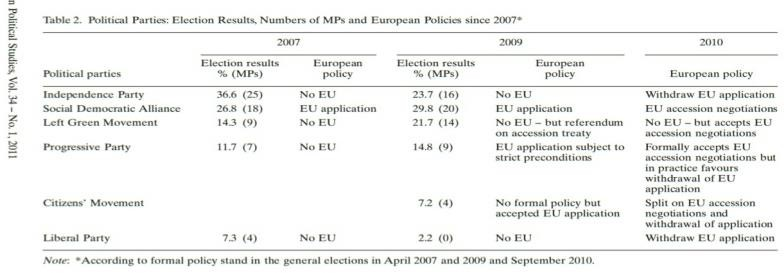 n Political Studies, Vol. 34 – No. 1, 2011
Table 2. Political Parties: Election Results, Numbers of MPs and European Policies since 2007*
2007 2009 2010
Election results European Election results European
Political parties % (MPs) policy % (MPs) policy European policy
Independence Party 36.6 (25) No EU 23.7 (16) No EU Withdraw EU application
Social Democratic Alliance 26.8 (18) EU application 29.8 (20) EU application EU accession negotiations
Left Green Movement 14.3 (9) No EU 21.7 (14) No EU – but referendum No EU – but accepts EU
on accession treaty accession negotiations
Progressive Party 11.7 (7) No EU 14.8 (9) EU application subject to Formally accepts EU
strict preconditions accession negotiations but
in practice favours
withdrawal of EU
application
Citizens' Movement 7.2 (4) No formal policy but Split on EU accession
accepted EU application negotiations and
withdrawal of application
Liberal Party 7.3 (4) No EU 2.2 (0) No EU Withdraw EU application
Note: *According to formal policy stand in the general elections in April 2007 and 2009 and September 2010.